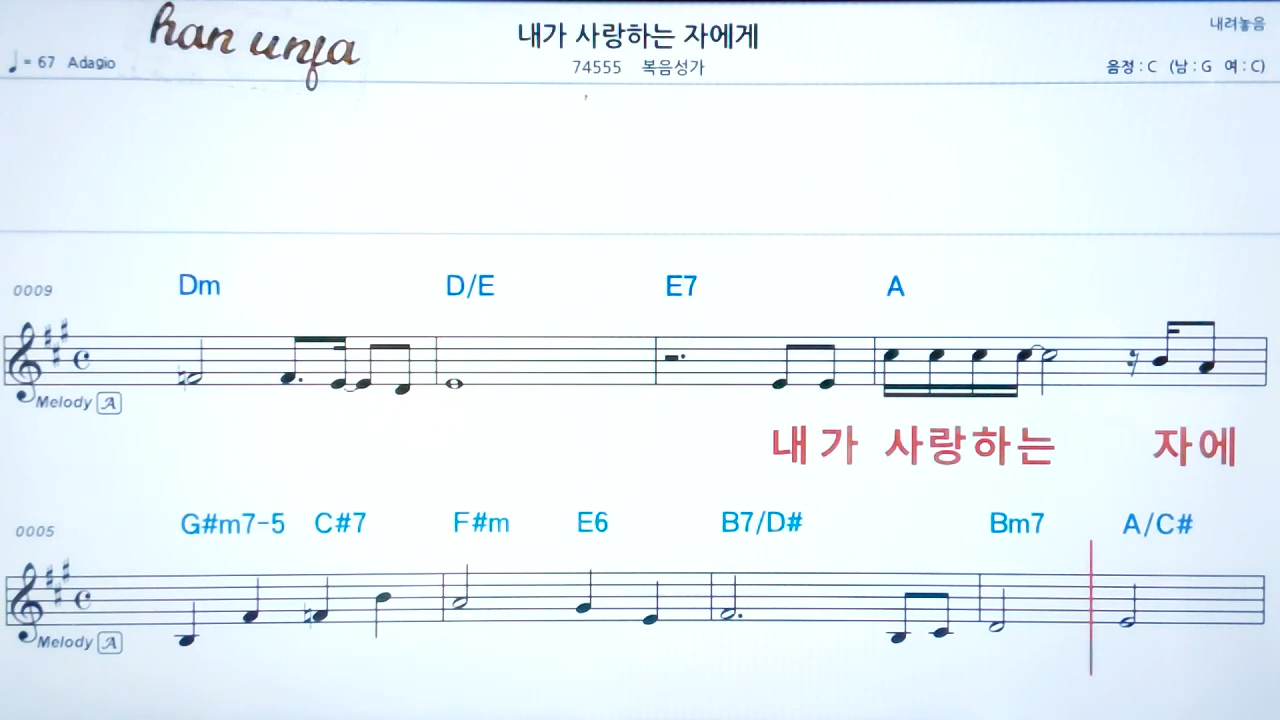 han unja
내가 사랑하는 자에게
내려놓음
♩= 67 Adagio
74555 복음성가
음정 : C (남 : G 여 : C)
0009
Dm D/E E7 A
Melody A
내가 사랑하는 자에
0005
G#m7-5 C#7 F#m E6 B7/D# Bm7 A/C#
Melody A